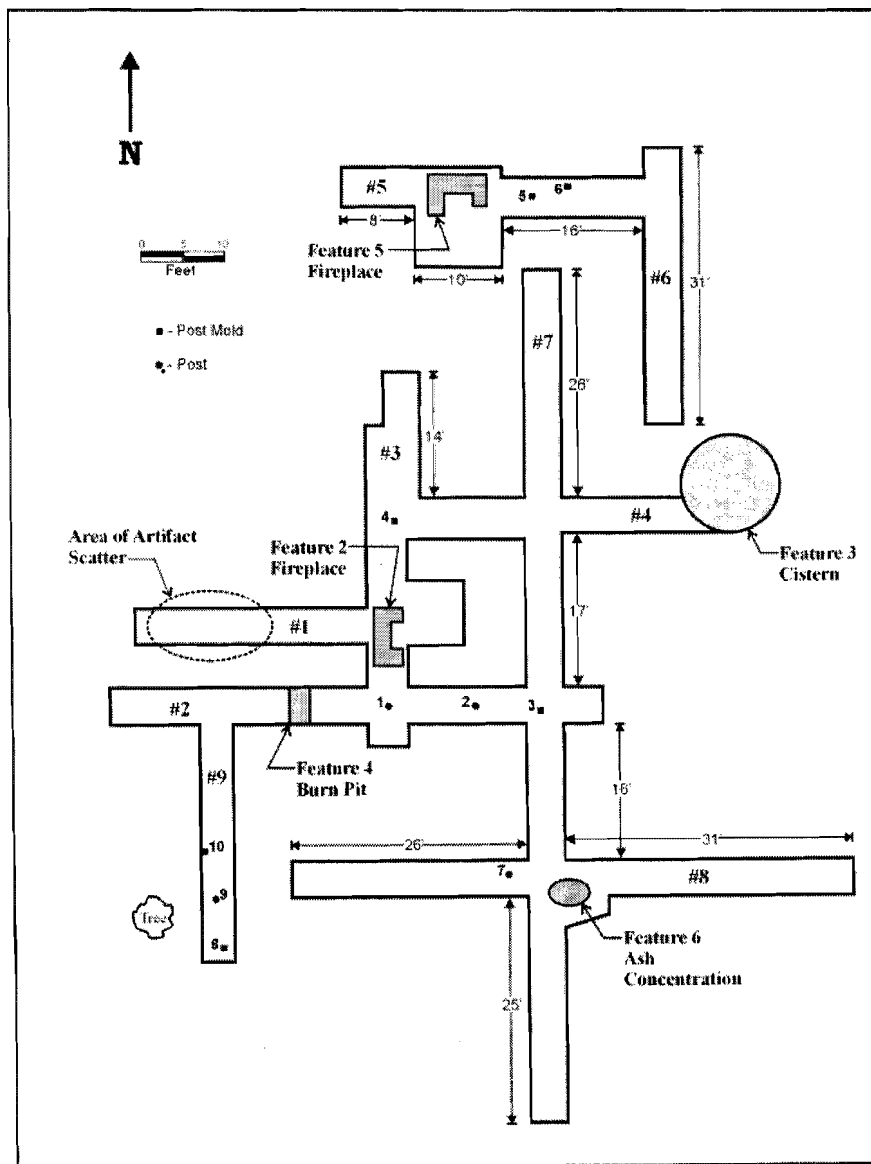 N
#5
5
6
8'
16'
Feature 5
Fireplace
10'
0 5 10
Feet
#6
31'
- Post Mold
- Post
#7
26'
14'
#3
4
#4
Area of Artifact
Scatter
Feature 2
Fireplace
Feature 3
Cistern
#1
17'
#2
1
2
3
#9
Feature 4
Burn Pit
16'
10
26'
31'
7
#8
9
Tree
8
Feature 6
Ash
Concentration
25'